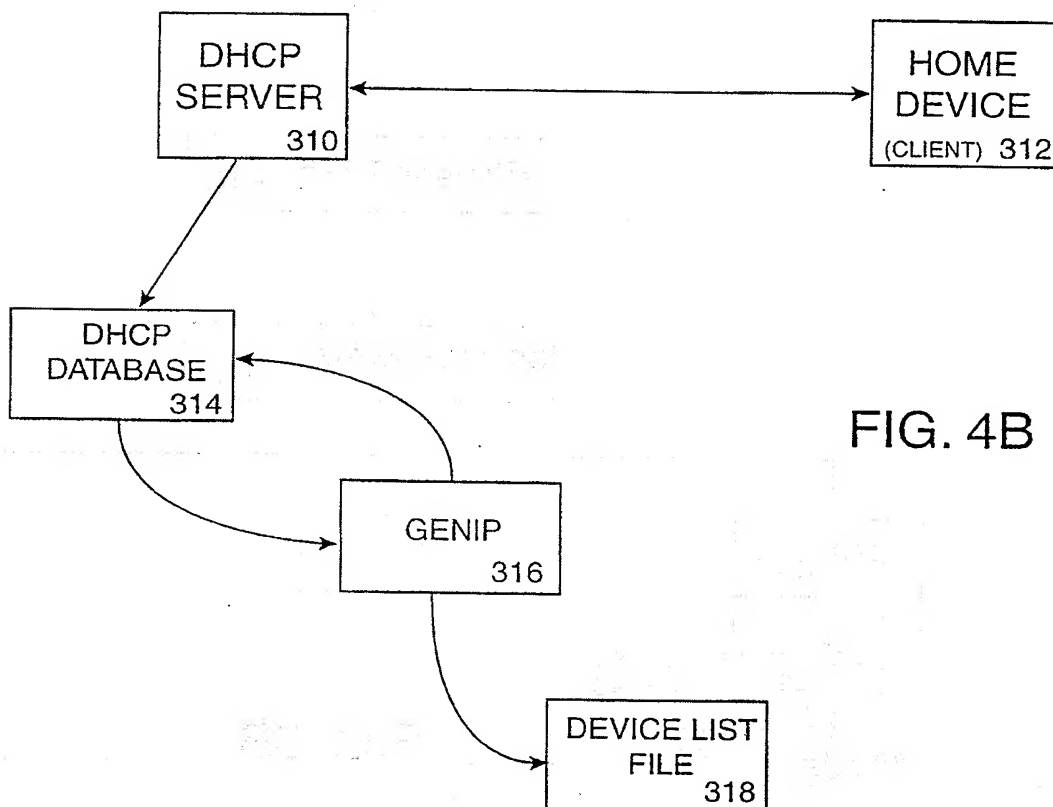 DHCP
SERVER
310
HOME
DEVICE
(CLIENT) 312
DHCP
DATABASE
314
FIG. 4B
GENIP
316
DEVICE LIST
FILE
318